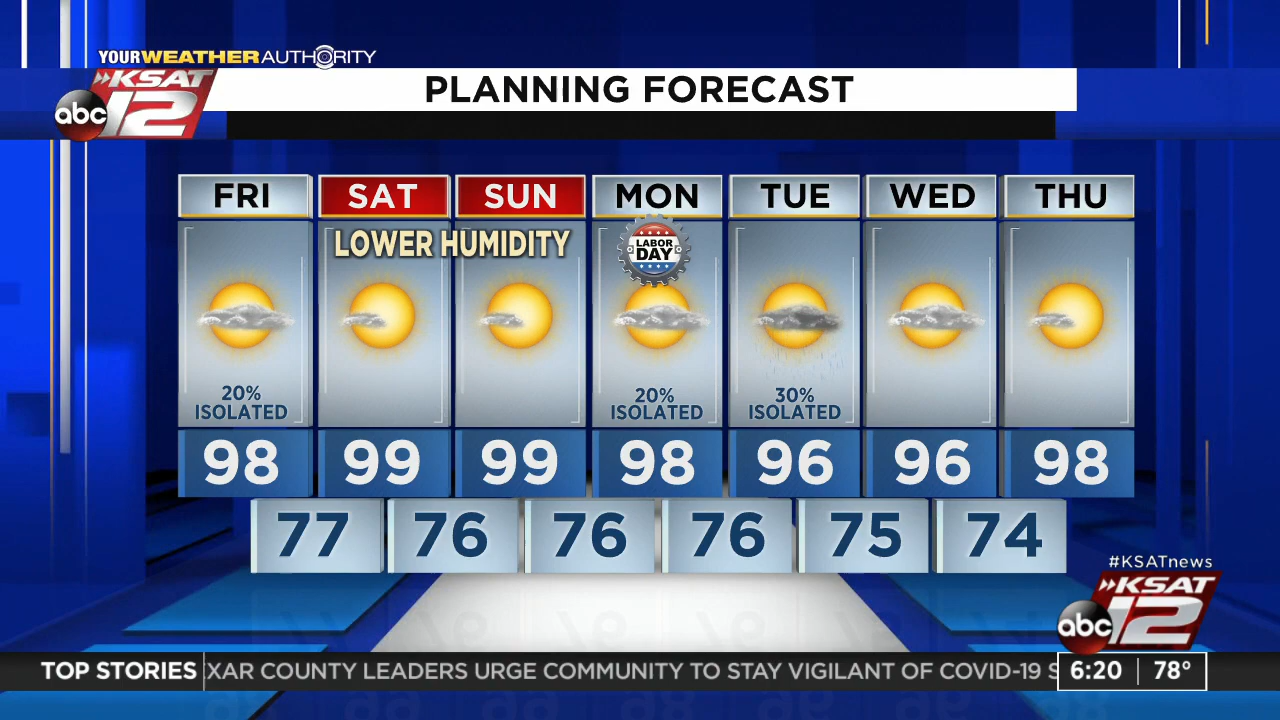 YOURWEATHERAUTHORITY
KSAT
abc 12
PLANNING FORECAST
FRI SAT SUN MON TUE WED THU
LOWER HUMIDITY
LABOR
DAY
20% 20% 30%
ISOLATED ISOLATED ISOLATED
98 99 99 98 96 96 98
77 76 76 76 75 74
#KSATnews
KSAT
abc 12
TOP STORIES XAR COUNTY LEADERS URGE COMMUNITY TO STAY VIGILANT OF COVID-19 S 6:20 78°